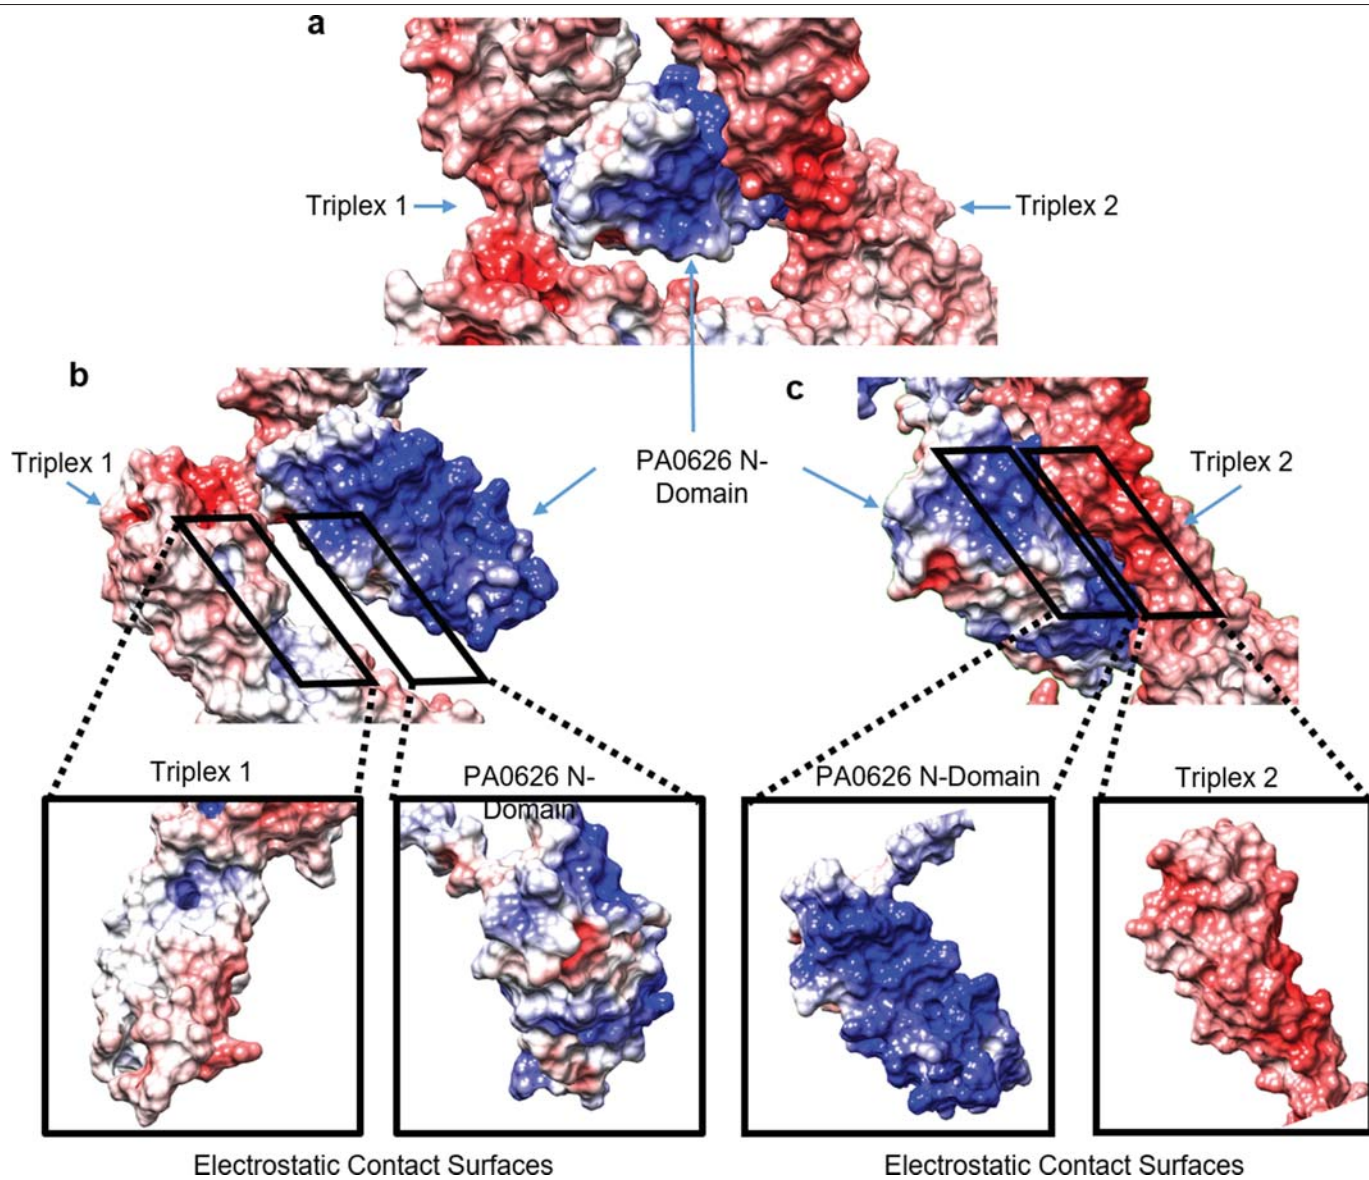 a
Triplex 1
Triplex 2
b
c
Triplex 1
PA0626 N-
Domain
Triplex 2
Triplex 1
PA0626 N-
Domain
PA0626 N-Domain
Triplex 2
Electrostatic Contact Surfaces
Electrostatic Contact Surfaces